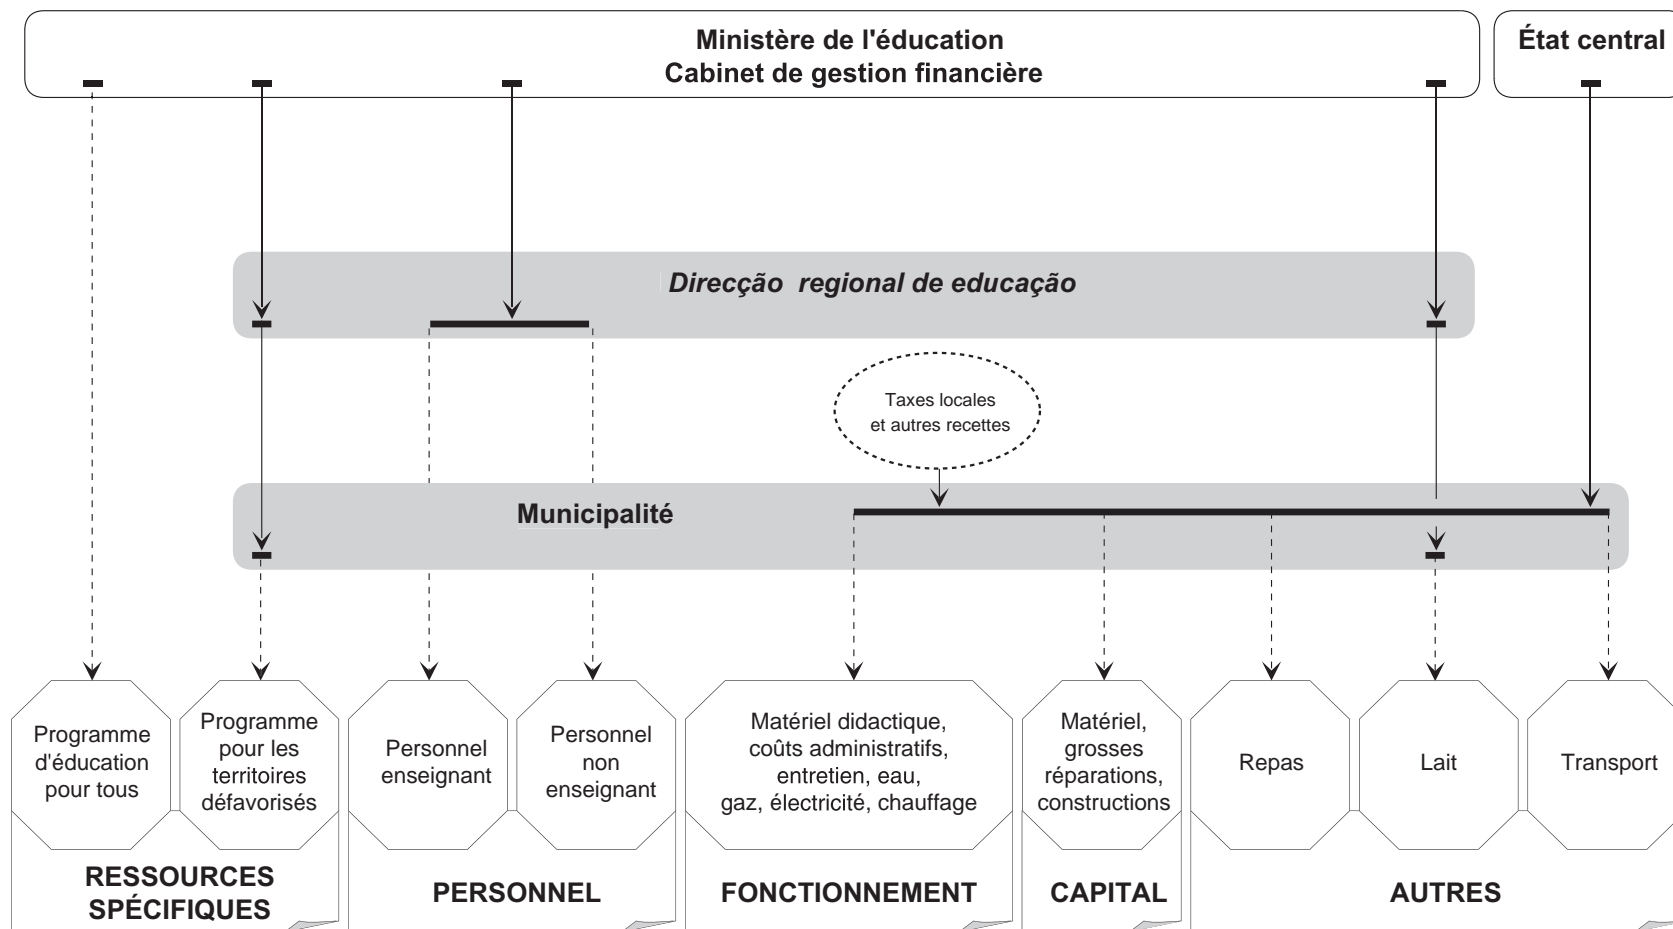 Ministère de l'éducation
Cabinet de gestion financière
État central
Direcção regional de educação
Taxes locales
et autres recettes
Municipalité
Programme
d'éducation
pour tous
Programme
pour les
territoires
défavorisés
Personnel
enseignant
Personnel
non
enseignant
Matériel didactique,
coûts administratifs,
entretien, eau,
gaz, électricité, chauffage
Matériel,
grosses
réparations,
constructions
Repas
Lait
Transport
RESSOURCES
SPÉCIFIQUES
PERSONNEL
FONCTIONNEMENT
CAPITAL
AUTRES